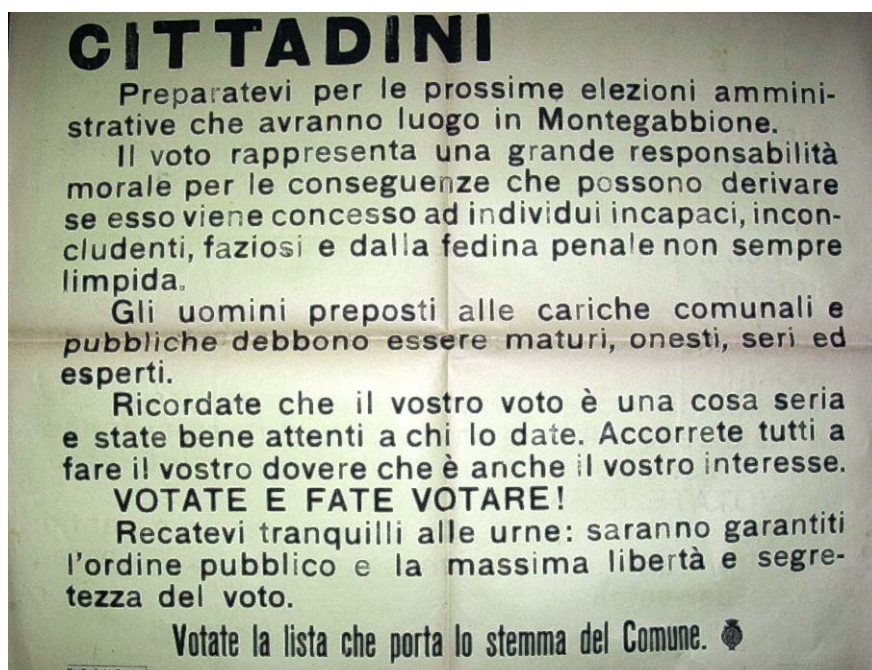 CITTADINI
Preparatevi per le prossime elezioni ammini-
strative che avranno luogo in Montegabbione.
Il voto rappresenta una grande responsabilità
morale per le conseguenze che possono derivare
se esso viene concesso ad individui incapaci, incon-
cludenti, faziosi e dalla fedina penale non sempre
limpida.
Gli uomini preposti alle cariche comunali e
pubbliche debbono essere maturi, onesti, seri ed
esperti.
Ricordate che il vostro voto è una cosa seria
e state bene attenti a chi lo date. Accorrete tutti a
fare il vostro dovere che è anche il vostro interesse.
VOTATE E FATE VOTARE!
Recatevi tranquilli alle urne: saranno garantiti
l'ordine pubblico e la massima libertà e segre-
tezza del voto.
Votate la lista che porta lo stemma del Comune.